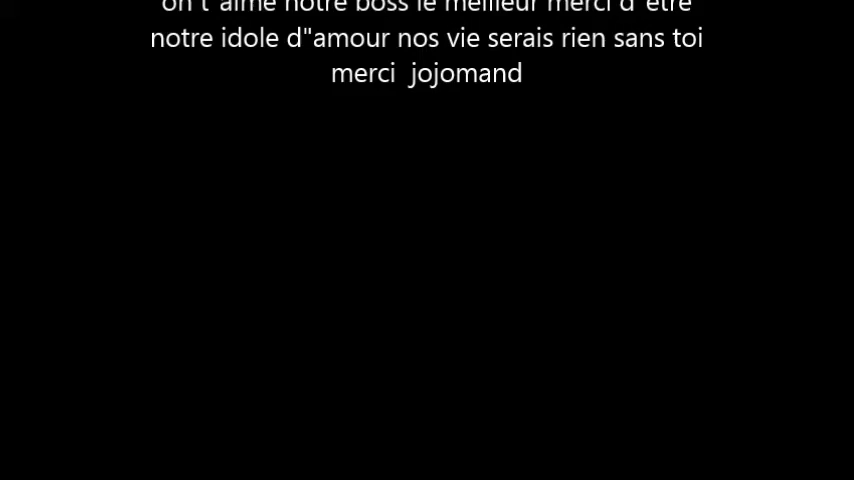 on t"aime notre boss le meilleur merci d"être
notre idole d"amour nos vie serais rien sans toi
merci  jojomand